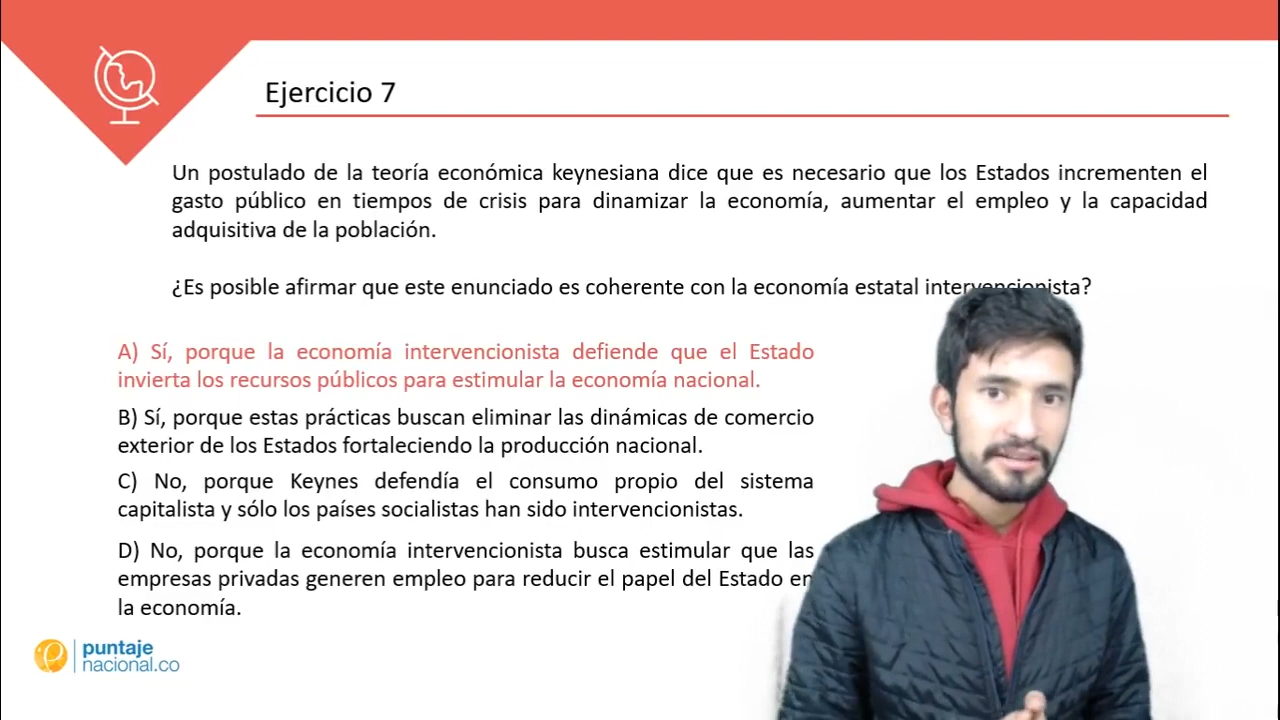 Ejercicio 7
Un postulado de la teoría económica keynesiana dice que es necesario que los Estados incrementen el
gasto público en tiempos de crisis para dinamizar la economía, aumentar el empleo y la capacidad
adquisitiva de la población.
¿Es posible afirmar que este enunciado es coherente con la economía estatal intervencionista?
A) Sí, porque la economía intervencionista defiende que el Estado
invierta los recursos públicos para estimular la economía nacional.
B) Sí, porque estas prácticas buscan eliminar las dinámicas de comercio
exterior de los Estados fortaleciendo la producción nacional.
C) No, porque Keynes defendía el consumo propio del sistema
capitalista y sólo los países socialistas han sido intervencionistas.
D) No, porque la economía intervencionista busca estimular que las
empresas privadas generen empleo para reducir el papel del Estado en
la economía.
puntaje
nacional.co